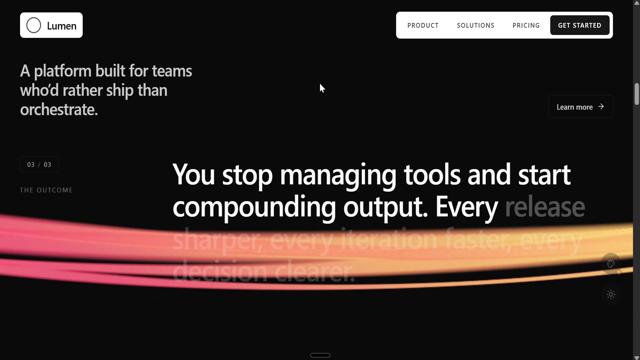 Lumen
PRODUCT
SOLUTIONS
PRICING
GET STARTED
A platform built for teams
who'd rather ship than
orchestrate.
Learn more →
03 / 03
THE OUTCOME
You stop managing tools and start
compounding output. Every release
sharper, every iteration faster, every
decision clearer.